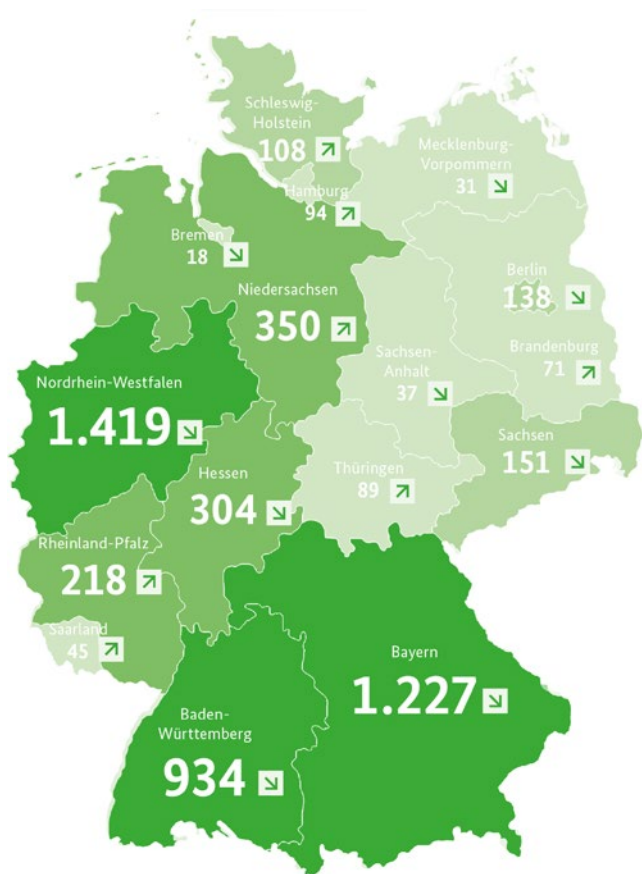 Schleswig-
Holstein
108
Mecklenburg-
Vorpommern
31
Hamburg
94
Bremen
18
Niedersachsen
350
Berlin
138
Brandenburg
71
Sachsen-
Anhalt
37
Nordrhein-Westfalen
1.419
Sachsen
151
Hessen
304
Thüringen
89
Rheinland-Pfalz
218
Saarland
45
Bayern
1.227
Baden-
Württemberg
934